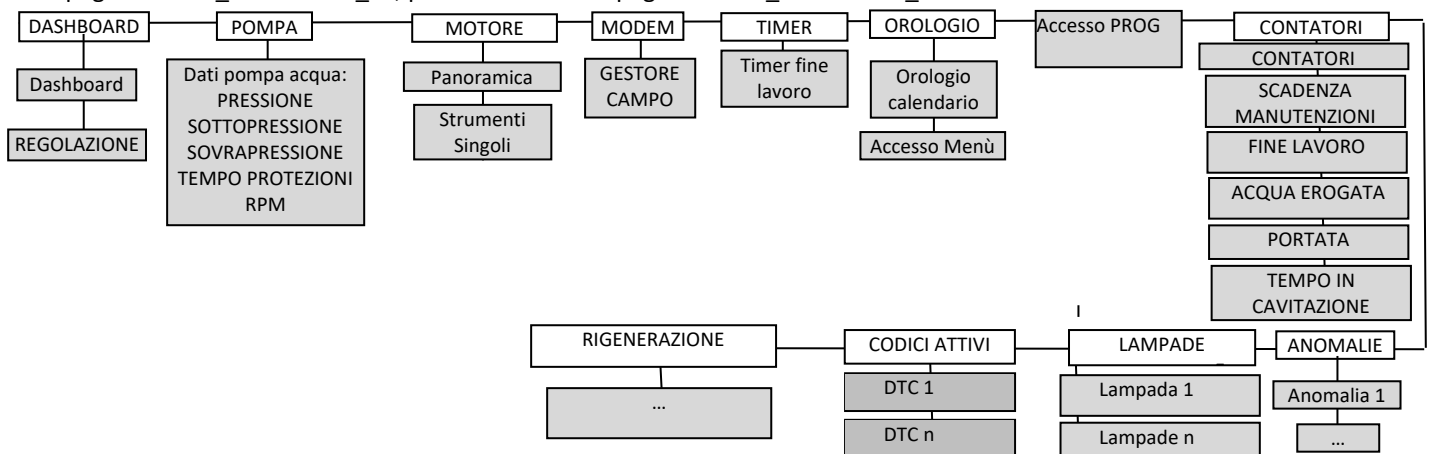 DASHBOARD
Dashboard
REGOLAZIONE
POMPA
Dati pompa acqua:
PRESSIONE
SOTTOPRESSIONE
SOVRAPRESSIONE
TEMPO PROTEZIONI
RPM
MOTORE
Panoramica
Strumenti
Singoli
MODEM
GESTORE
CAMPO
TIMER
Timer fine
lavoro
OROLOGIO
Orologio
calendario
Accesso Menù
Accesso PROG
CONTATORI
CONTATORI
SCADENZA
MANUTENZIONI
FINE LAVORO
ACQUA EROGATA
PORTATA
TEMPO IN
CAVITAZIONE
RIGENERAZIONE
...
CODICI ATTIVI
DTC 1
DTC n
LAMPADE
Lampada 1
Lampade n
ANOMALIE
Anomalia 1
...